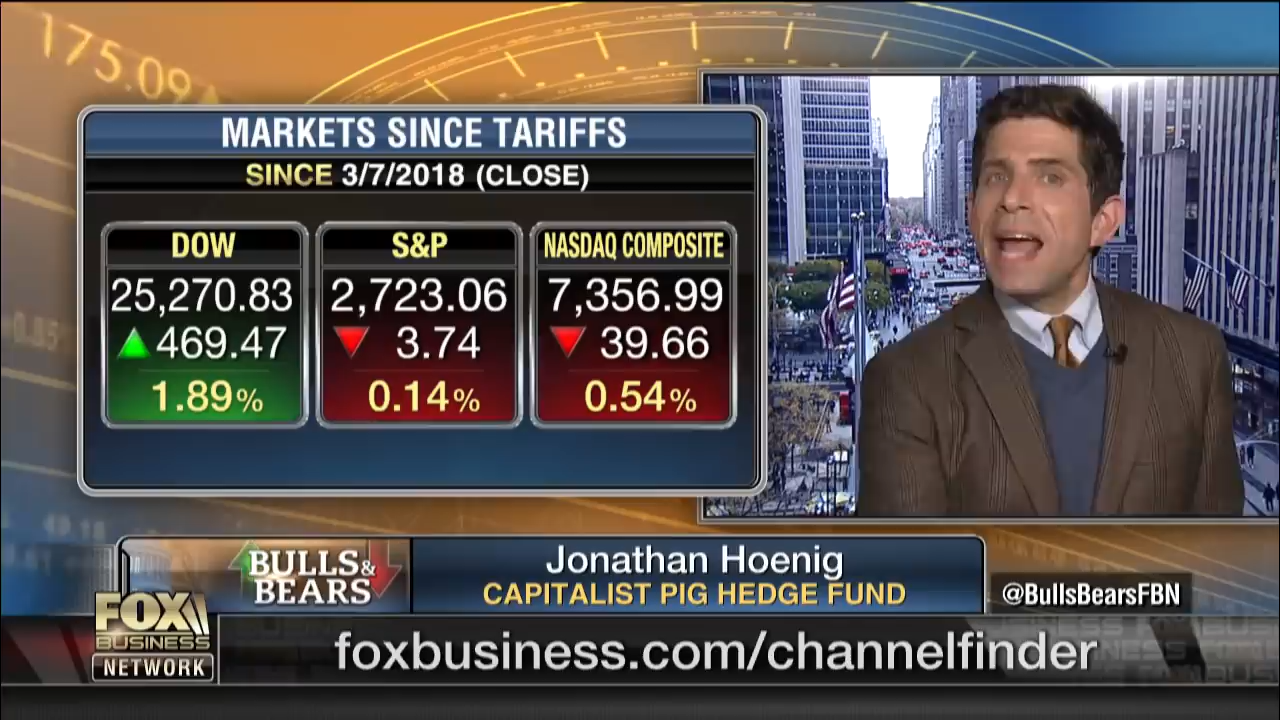 175.09
MARKETS SINCE TARIFFS
SINCE 3/7/2018 (CLOSE)
DOW
25,270.83
▲ 469.47
1.89%
S&P
2,723.06
▼ 3.74
0.14%
NASDAQ COMPOSITE
7,356.99
▼ 39.66
0.54%
BULLS &
BEARS
Jonathan Hoenig
CAPITALIST PIG HEDGE FUND
@BullsBearsFBN
FOX
BUSINESS
NETWORK
foxbusiness.com/channelfinder